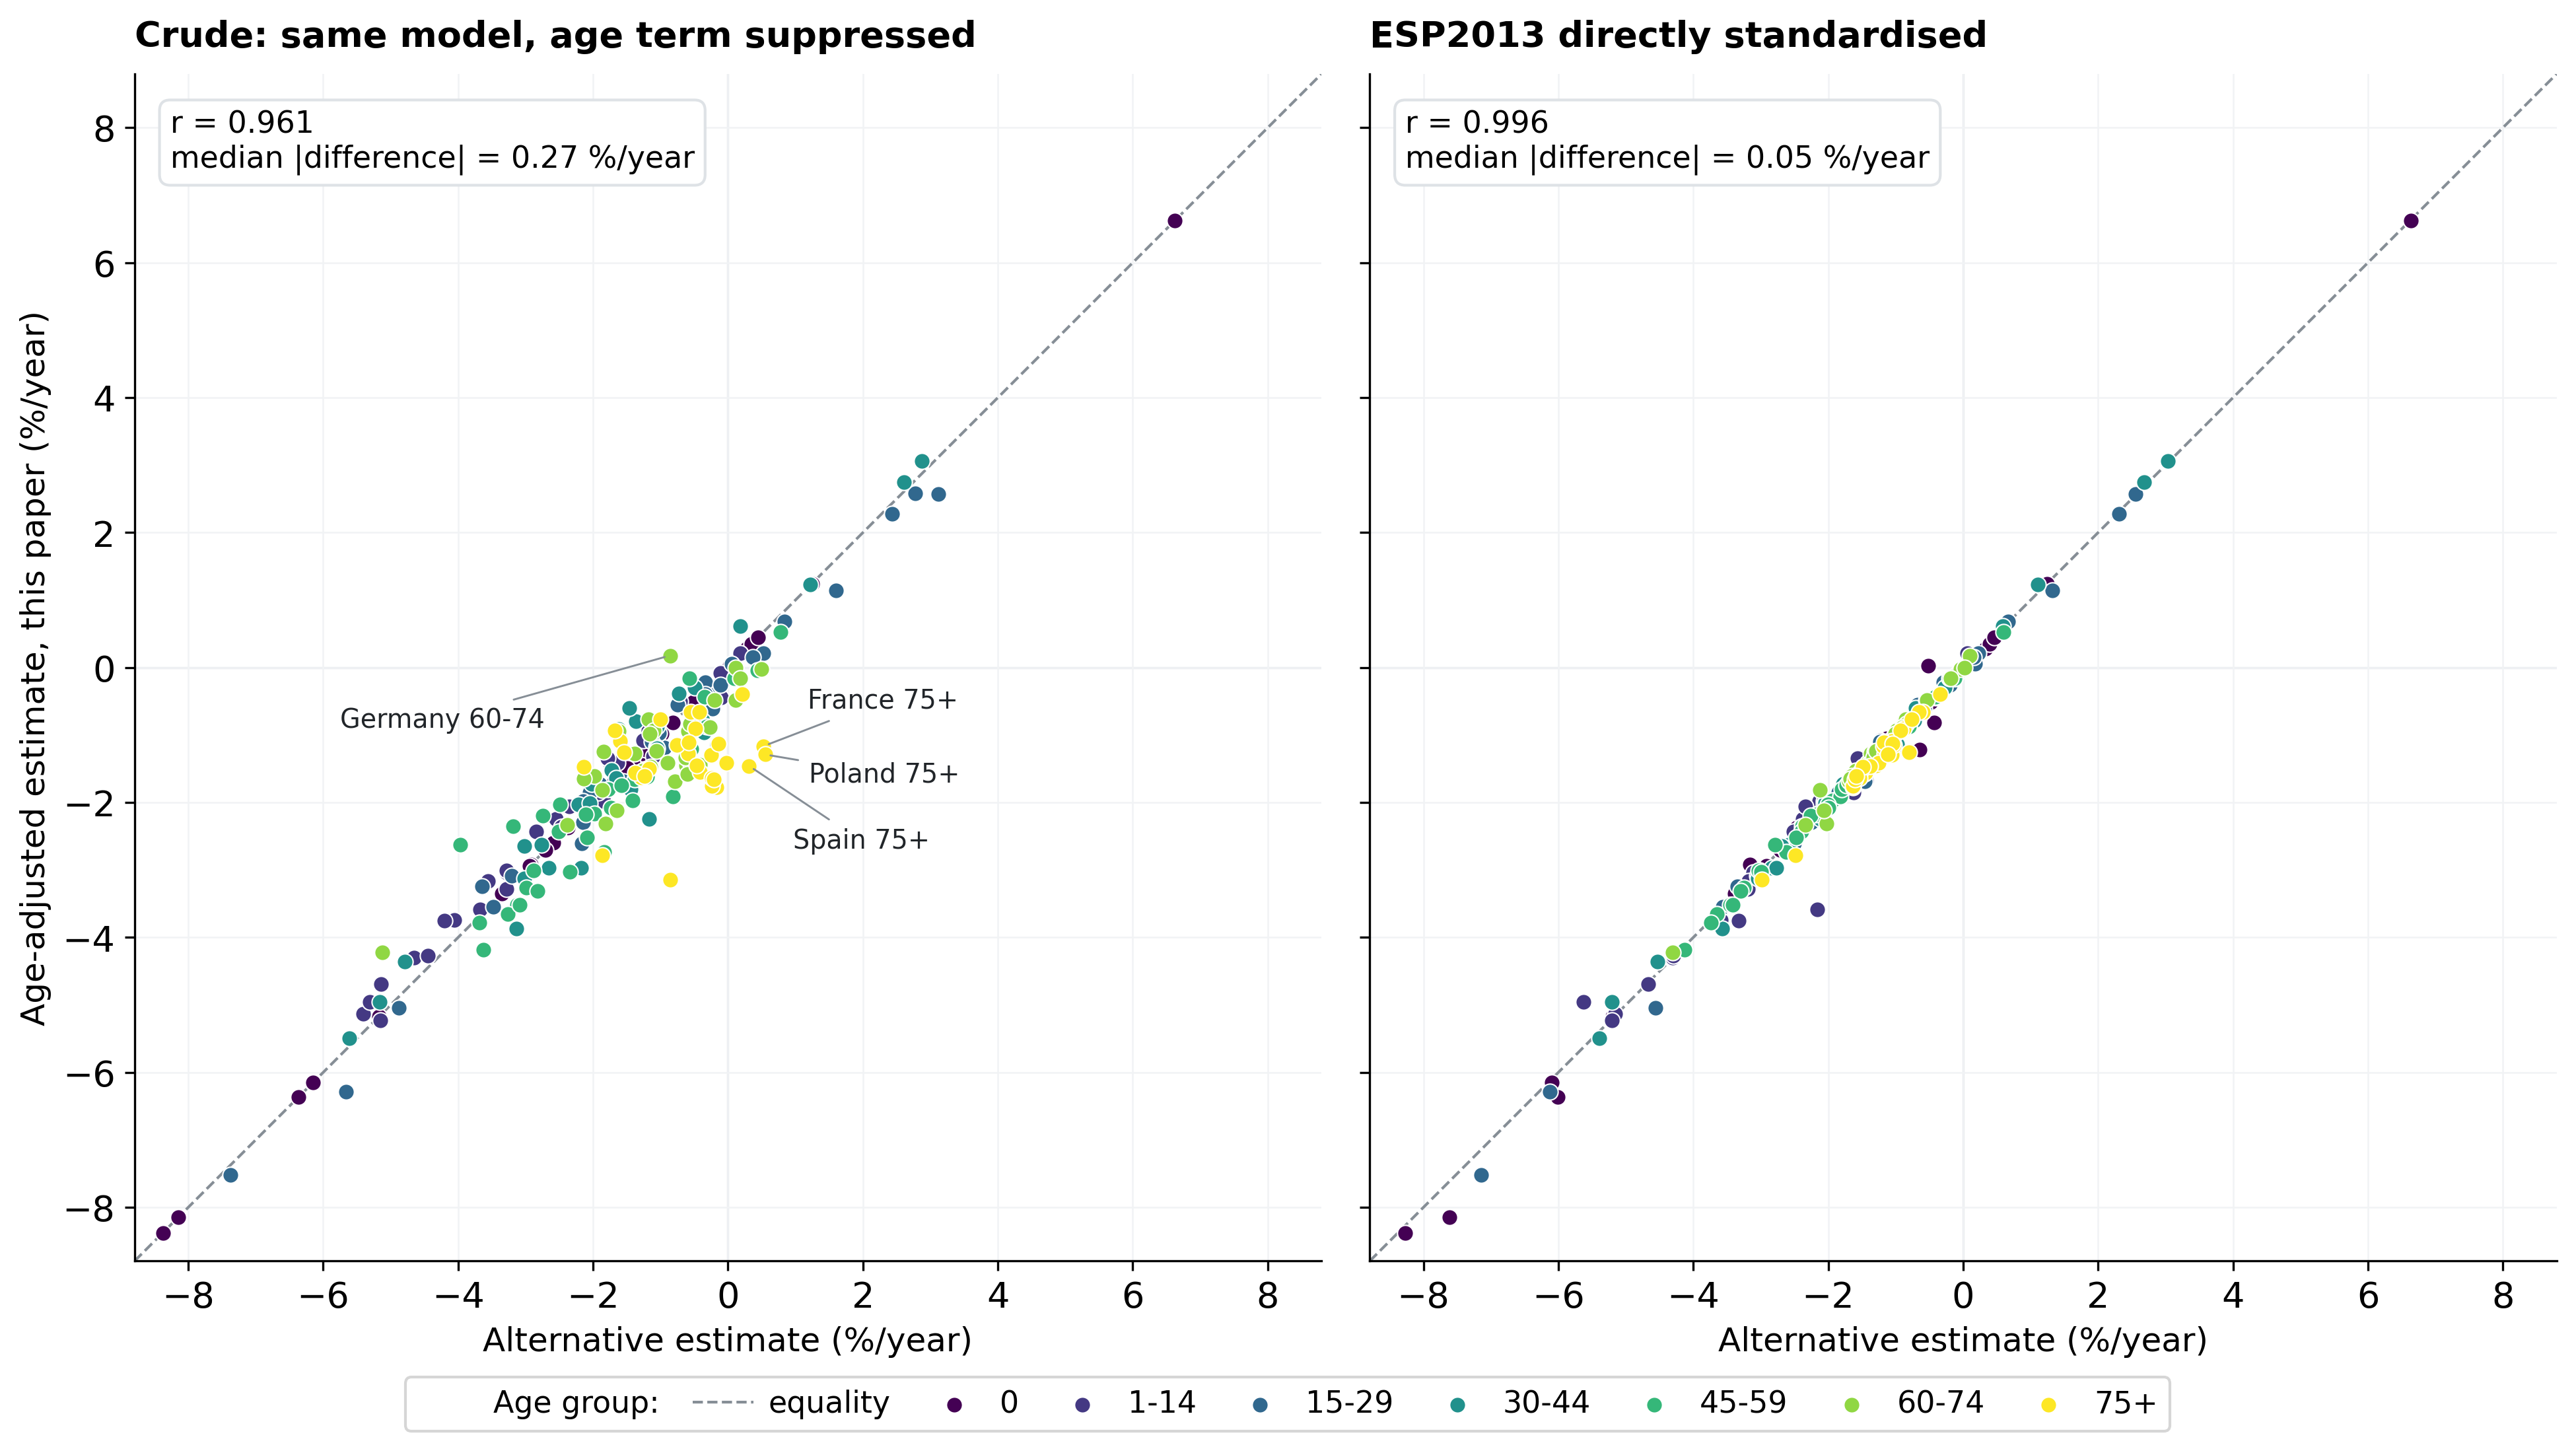 Crude: same model, age term suppressed
ESP2013 directly standardised
r = 0.961
median |difference| = 0.27 %/year
r = 0.996
median |difference| = 0.05 %/year
Age-adjusted estimate, this paper (%/year)
8
6
4
2
0
−2
−4
−6
−8
Germany 60-74
France 75+
Poland 75+
Spain 75+
−8 −6 −4 −2 0 2 4 6 8
−8 −6 −4 −2 0 2 4 6 8
Alternative estimate (%/year)
Alternative estimate (%/year)
Age group: equality 0 1-14 15-29 30-44 45-59 60-74 75+